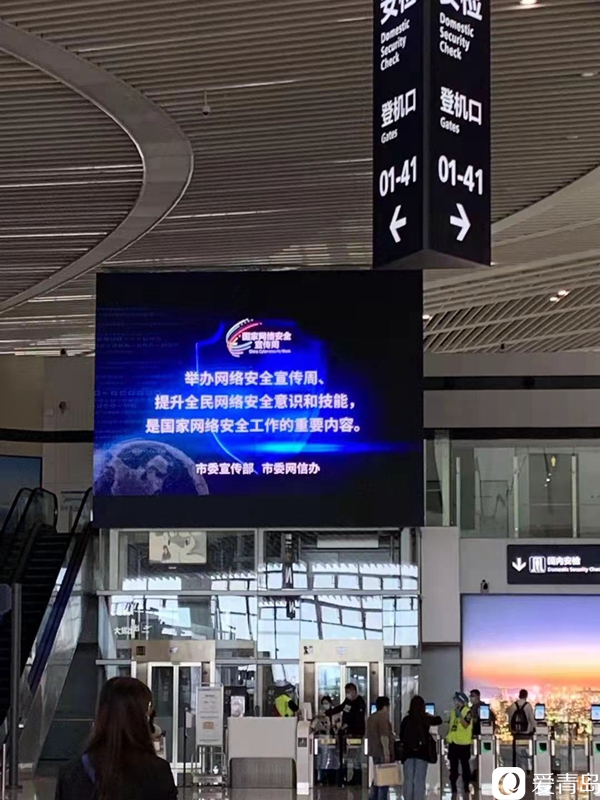 安检
Domestic
Security
Check
登机口
Gates
01-41
安检
Domestic
Security
Check
登机口
Gates
01-41
国家网络安全
宣传周
China Cybersecurity Week
举办网络安全宣传周、
提升全民网络安全意识和技能，
是国家网络安全工作的重要内容。
市委宣传部 市委网信办
国内安检
Domestic Security Check
爱青岛